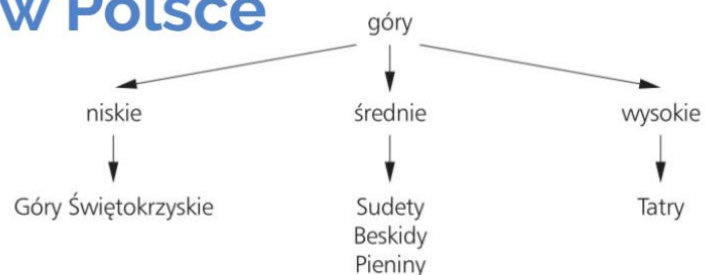 w Polsce
góry
niskie średnie wysokie
Góry Świętokrzyskie Sudety Tatry
Beskidy
Pieniny